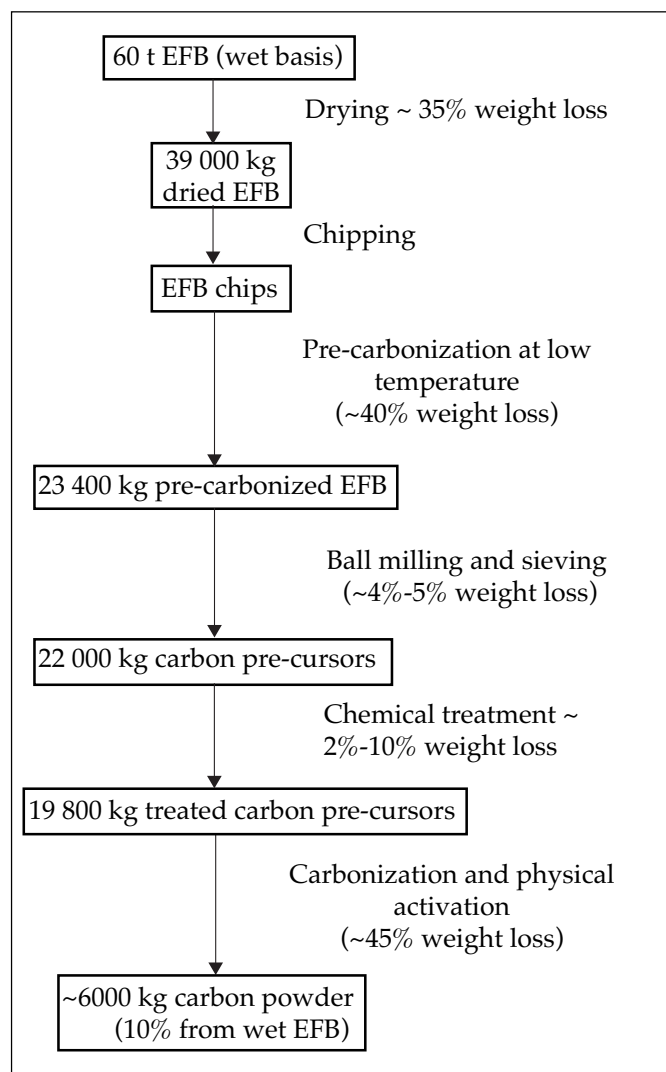 60 t EFB (wet basis)
Drying ~ 35% weight loss
39 000 kg
dried EFB
Chipping
EFB chips
Pre-carbonization at low
temperature
(~40% weight loss)
23 400 kg pre-carbonized EFB
Ball milling and sieving
(~4%-5% weight loss)
22 000 kg carbon pre-cursors
Chemical treatment ~
2%-10% weight loss
19 800 kg treated carbon pre-cursors
Carbonization and physical
activation
(~45% weight loss)
~6000 kg carbon powder
(10% from wet EFB)